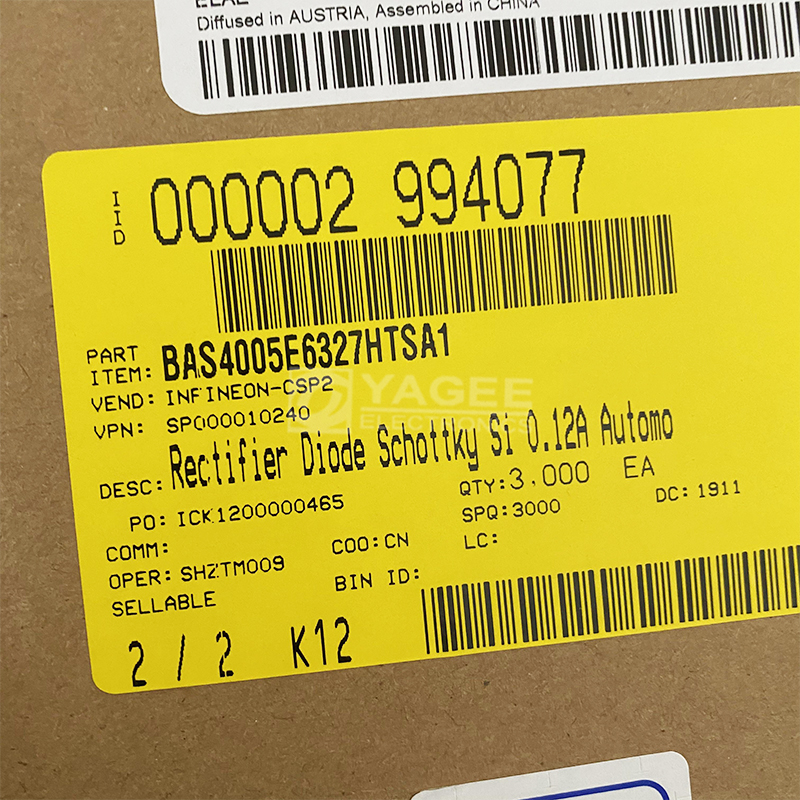 Diffused in AUSTRIA, Assembled in CHINA
IID 000002 994077
PART ITEM: BAS4005E6327HTSA1
VEND: INFINEON-CSP2
VPN: SP000010240
YAGEE
ELECTRONICS
DESC: Rectifier Diode Schottky Si 0.12A Automo
QTY: 3,000 EA
PO: ICK1200000465
SPQ: 3000
DC: 1911
COMM:
COO: CN
LC:
OPER: SHZTM009
BIN ID:
SELLABLE
2 / 2 K12